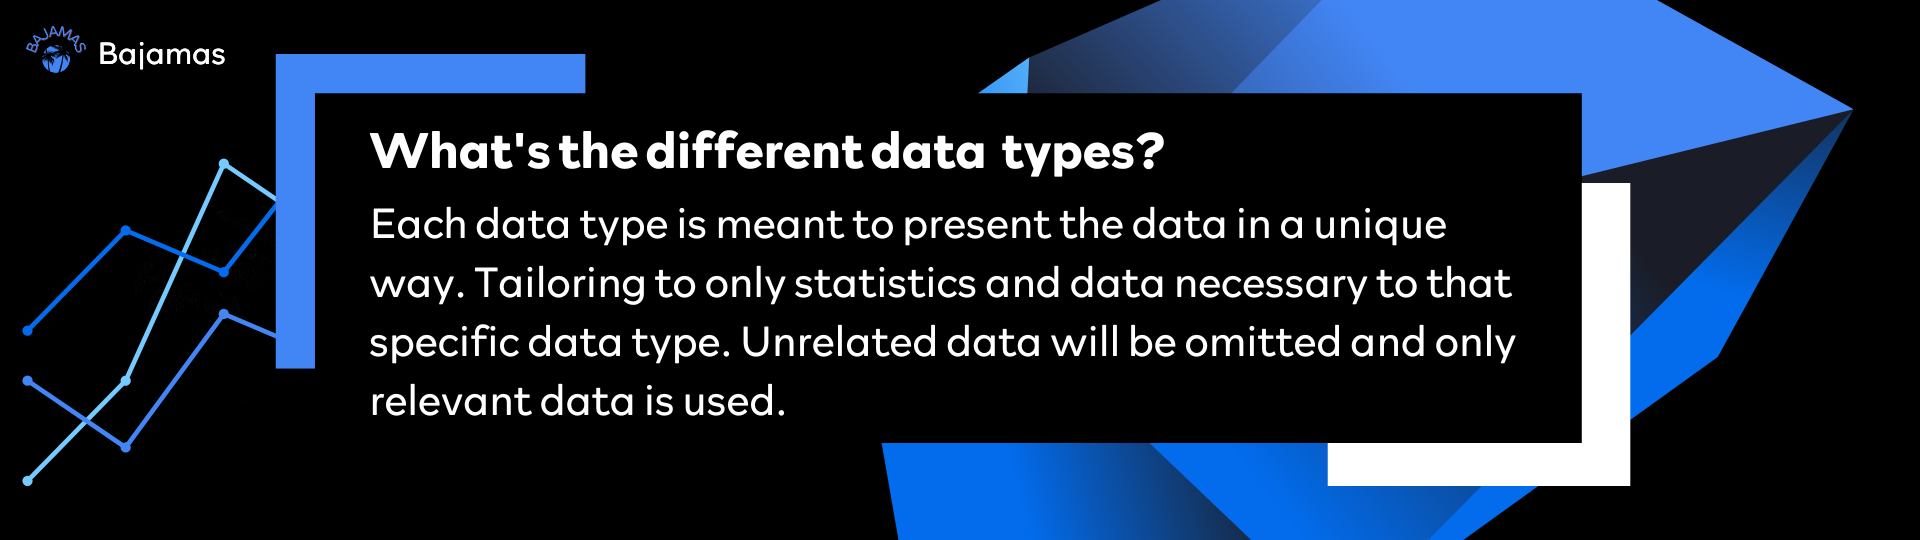 BAJAMAS
Bajamas
What's the different data types?
Each data type is meant to present the data in a unique
way. Tailoring to only statistics and data necessary to that
specific data type. Unrelated data will be omitted and only
relevant data is used.